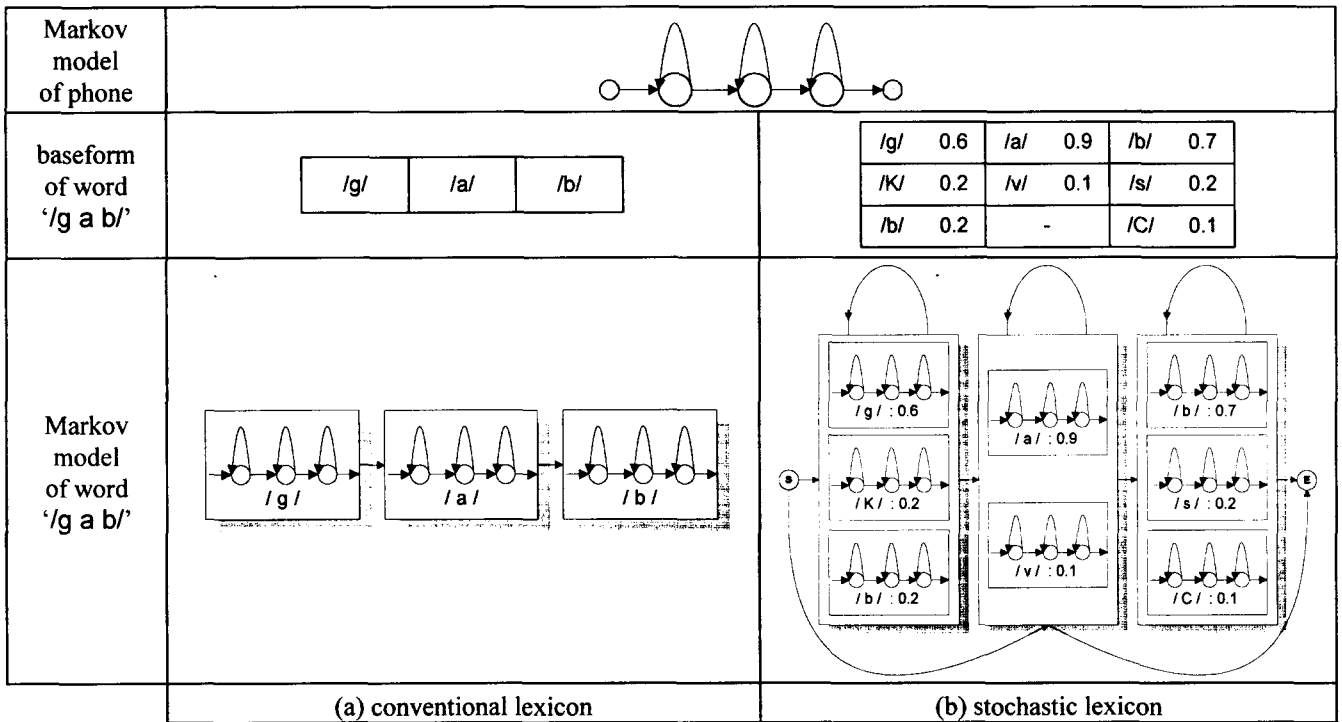 Markov
model
of phone
baseform
of word
'/g a b/'
/g/ /a/ /b/
/g/ 0.6 /a/ 0.9 /b/ 0.7
/K/ 0.2 /v/ 0.1 /s/ 0.2
/b/ 0.2 - /C/ 0.1
Markov
model
of word
'/g a b/'
/ g / / a / / b /
/ g / : 0.6
/ K / : 0.2
/ b / : 0.2
/ a / : 0.9
/ v / : 0.1
/ b / : 0.7
/ s / : 0.2
/ C / : 0.1
S
E
(a) conventional lexicon (b) stochastic lexicon